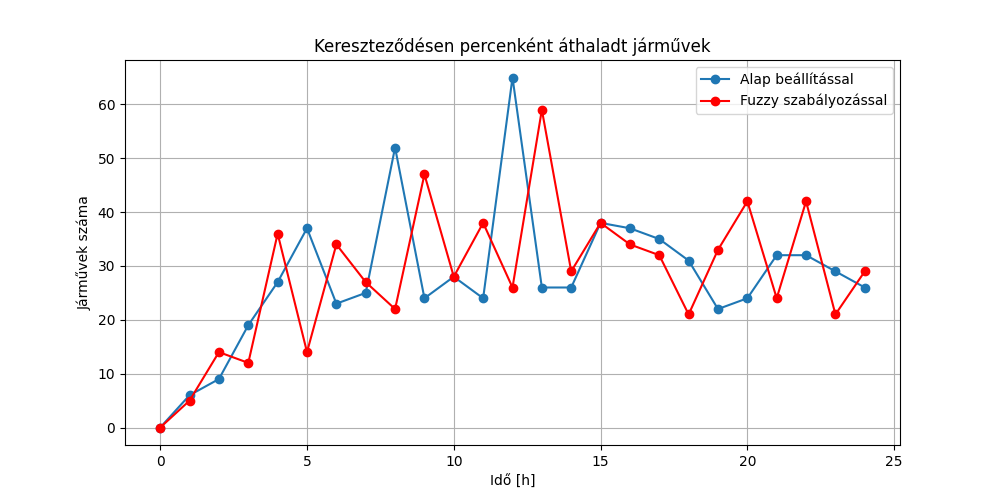 Kereszteződésen percenként áthaladt járművek
Alap beállítással
Fuzzy szabályozással
Járművek száma
60
50
40
30
20
10
0
0 5 10 15 20 25
Idő [h]